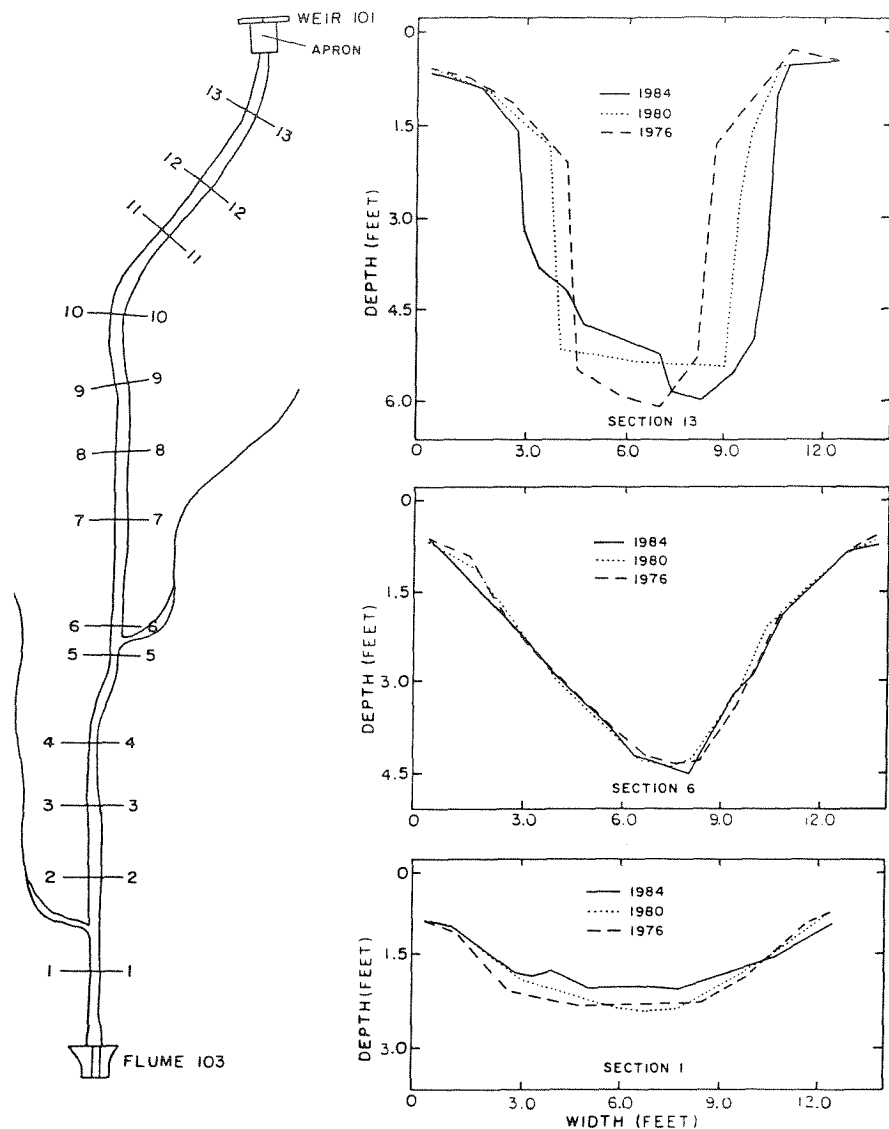 WEIR 101
APRON
13
13
12
12
11
11
10 10
9 9
8 8
7 7
6 6
5 5
4 4
3 3
2 2
1 1
FLUME 103
0
1.5
3.0
4.5
6.0
DEPTH (FEET)
1984
1980
1976
SECTION 13
3.0 6.0 9.0 12.0
0
1.5
3.0
4.5
DEPTH (FEET)
1984
1980
1976
SECTION 6
0 3.0 6.0 9.0 12.0
0
1.5
3.0
DEPTH (FEET)
1984
1980
1976
SECTION 1
0 3.0 6.0 9.0 12.0
WIDTH (FEET)